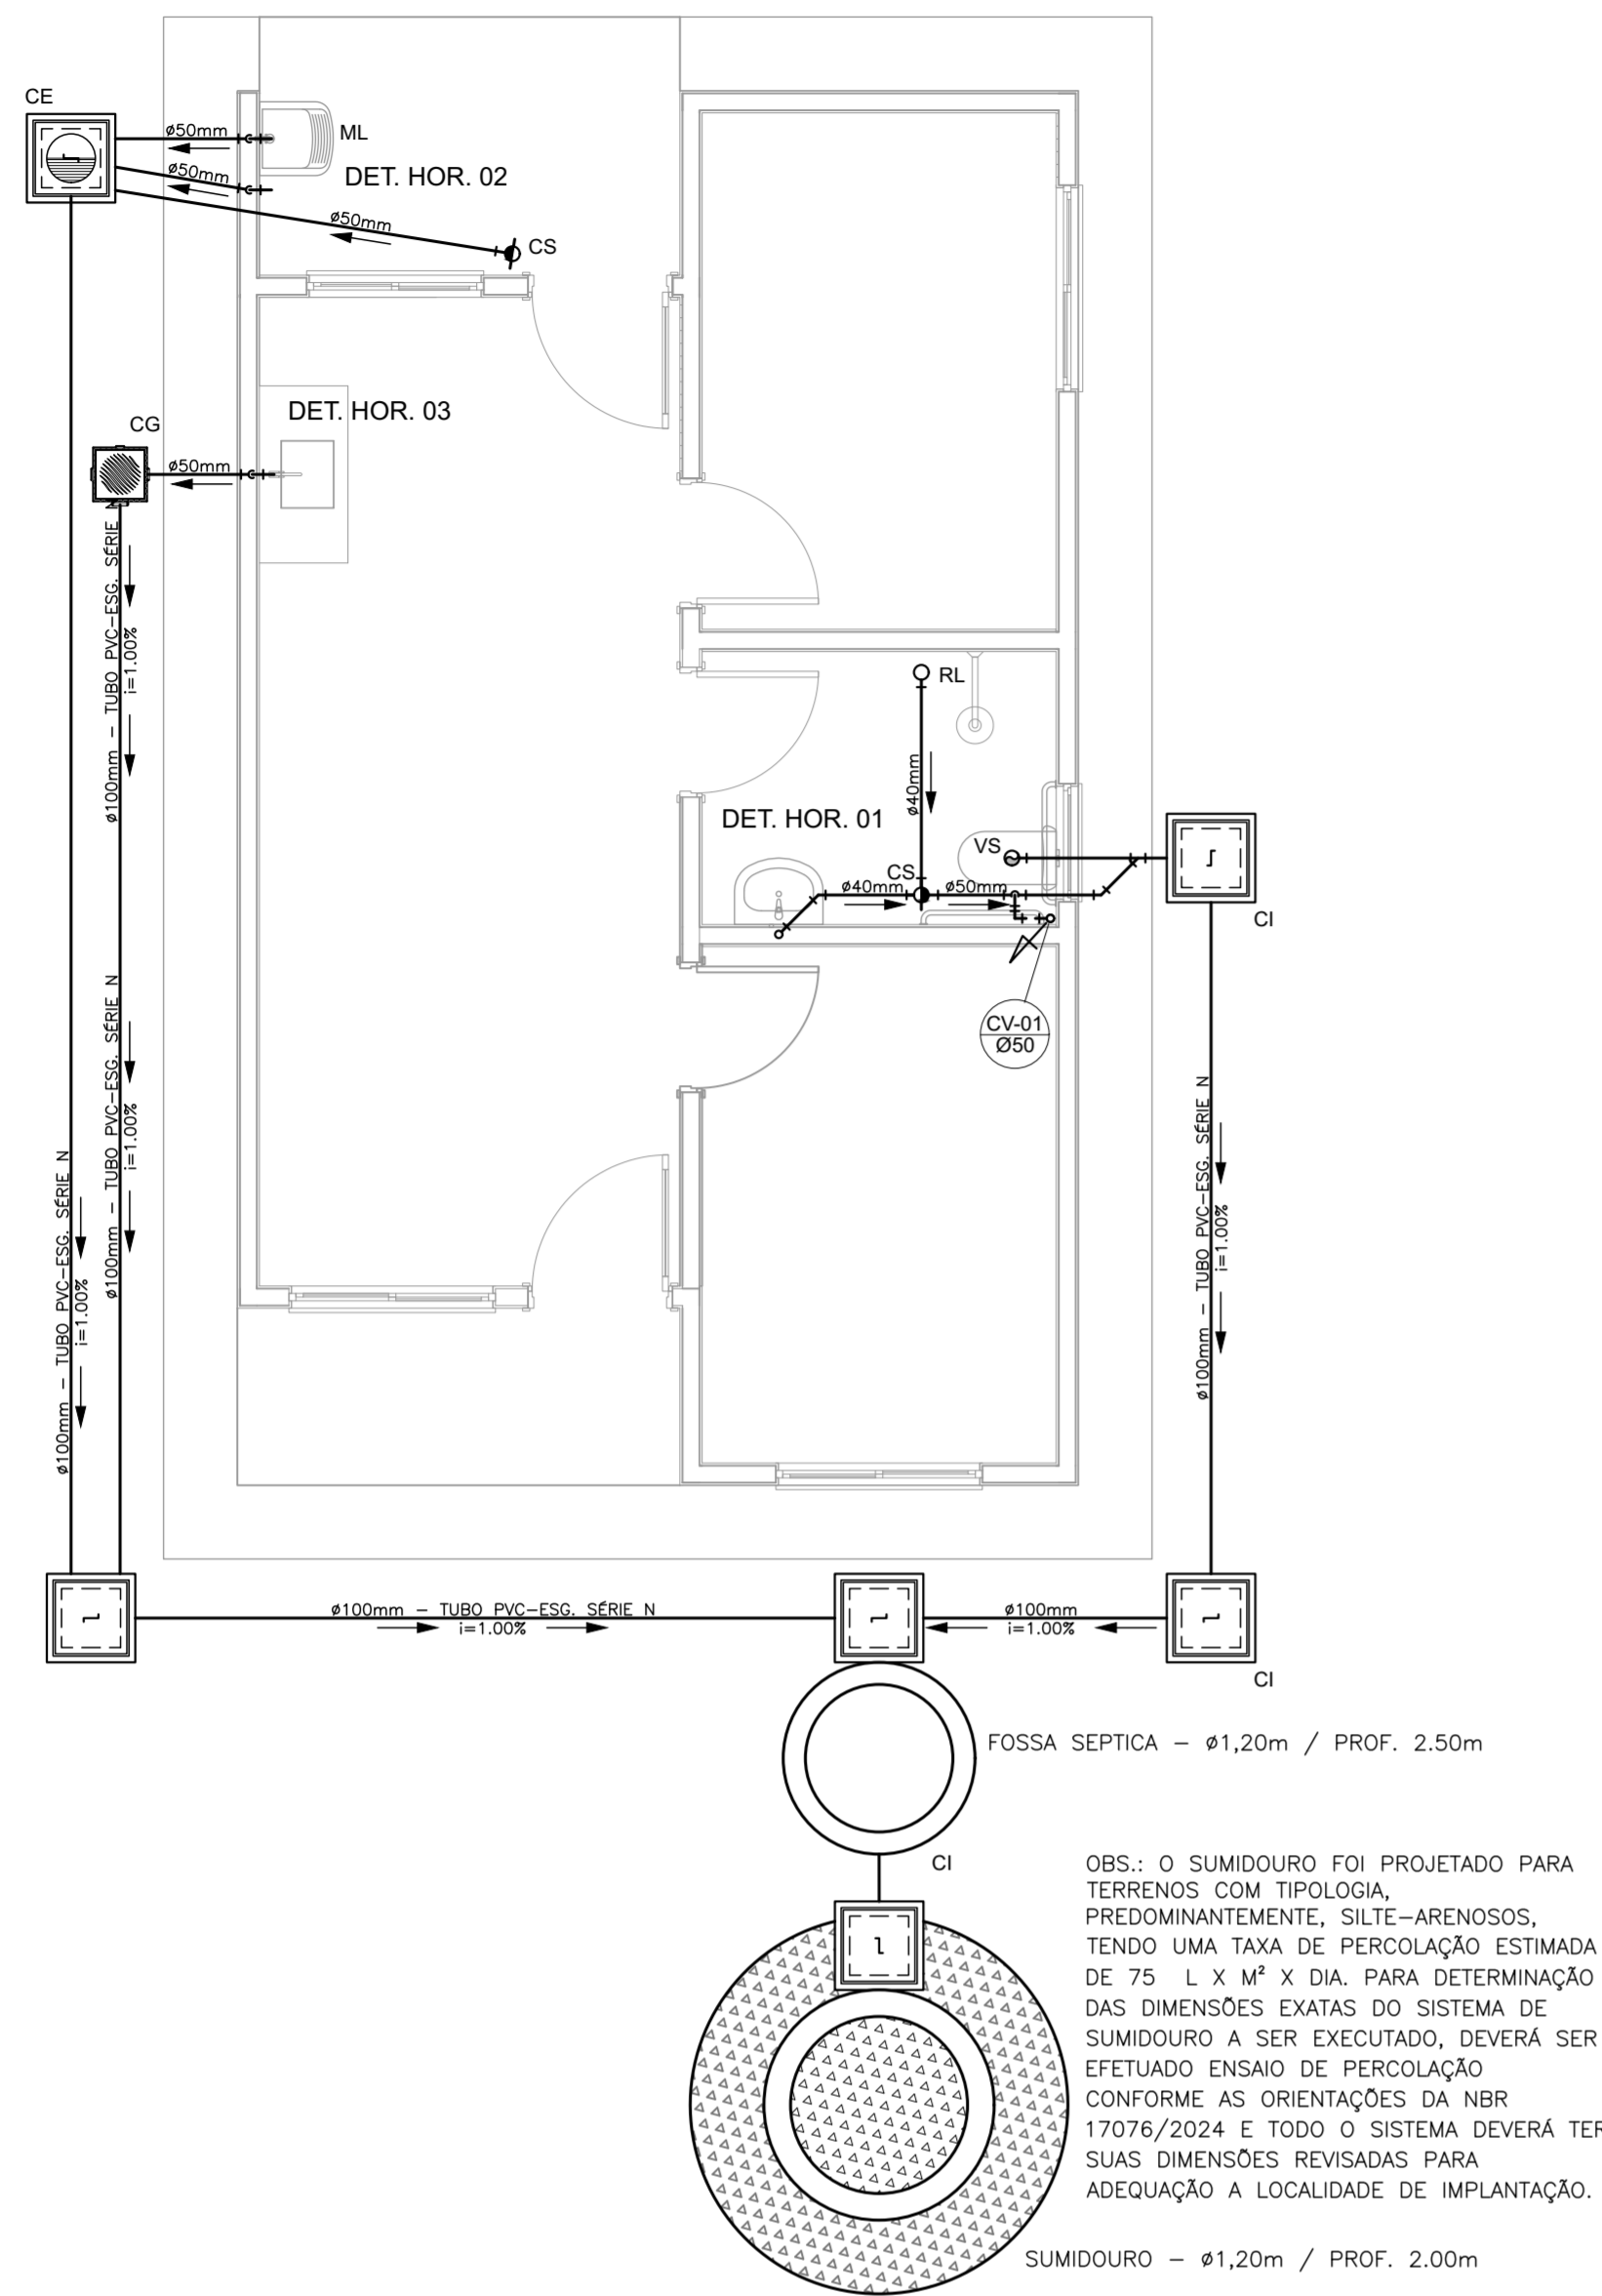 CE
ø50mm
ML
ø50mm
DET. HOR. 02
ø50mm
CS
DET. HOR. 03
CG
ø50mm
ø100mm – TUBO PVC–ESG. SÉRIE N
i=1.00%
RL
ø40mm
DET. HOR. 01
VS
CS
ø40mm
ø50mm
CI
CV-01
Ø50
ø100mm – TUBO PVC–ESG. SÉRIE N
i=1.00%
ø100mm – TUBO PVC–ESG. SÉRIE N
i=1.00%
ø100mm – TUBO PVC–ESG. SÉRIE N
i=1.00%
ø100mm – TUBO PVC–ESG. SÉRIE N
i=1.00%
ø100mm
i=1.00%
CI
FOSSA SEPTICA – ø1,20m / PROF. 2.50m
CI
OBS.: O SUMIDOURO FOI PROJETADO PARA
TERRENOS COM TIPOLOGIA,
PREDOMINANTEMENTE, SILTE–ARENOSOS,
TENDO UMA TAXA DE PERCOLAÇÃO ESTIMADA
DE 75 L X M² X DIA. PARA DETERMINAÇÃO
DAS DIMENSÕES EXATAS DO SISTEMA DE
SUMIDOURO A SER EXECUTADO, DEVERÁ SER
EFETUADO ENSAIO DE PERCOLAÇÃO
CONFORME AS ORIENTAÇÕES DA NBR
17076/2024 E TODO O SISTEMA DEVERÁ TER
SUAS DIMENSÕES REVISADAS PARA
ADEQUAÇÃO A LOCALIDADE DE IMPLANTAÇÃO.
SUMIDOURO – ø1,20m / PROF. 2.00m